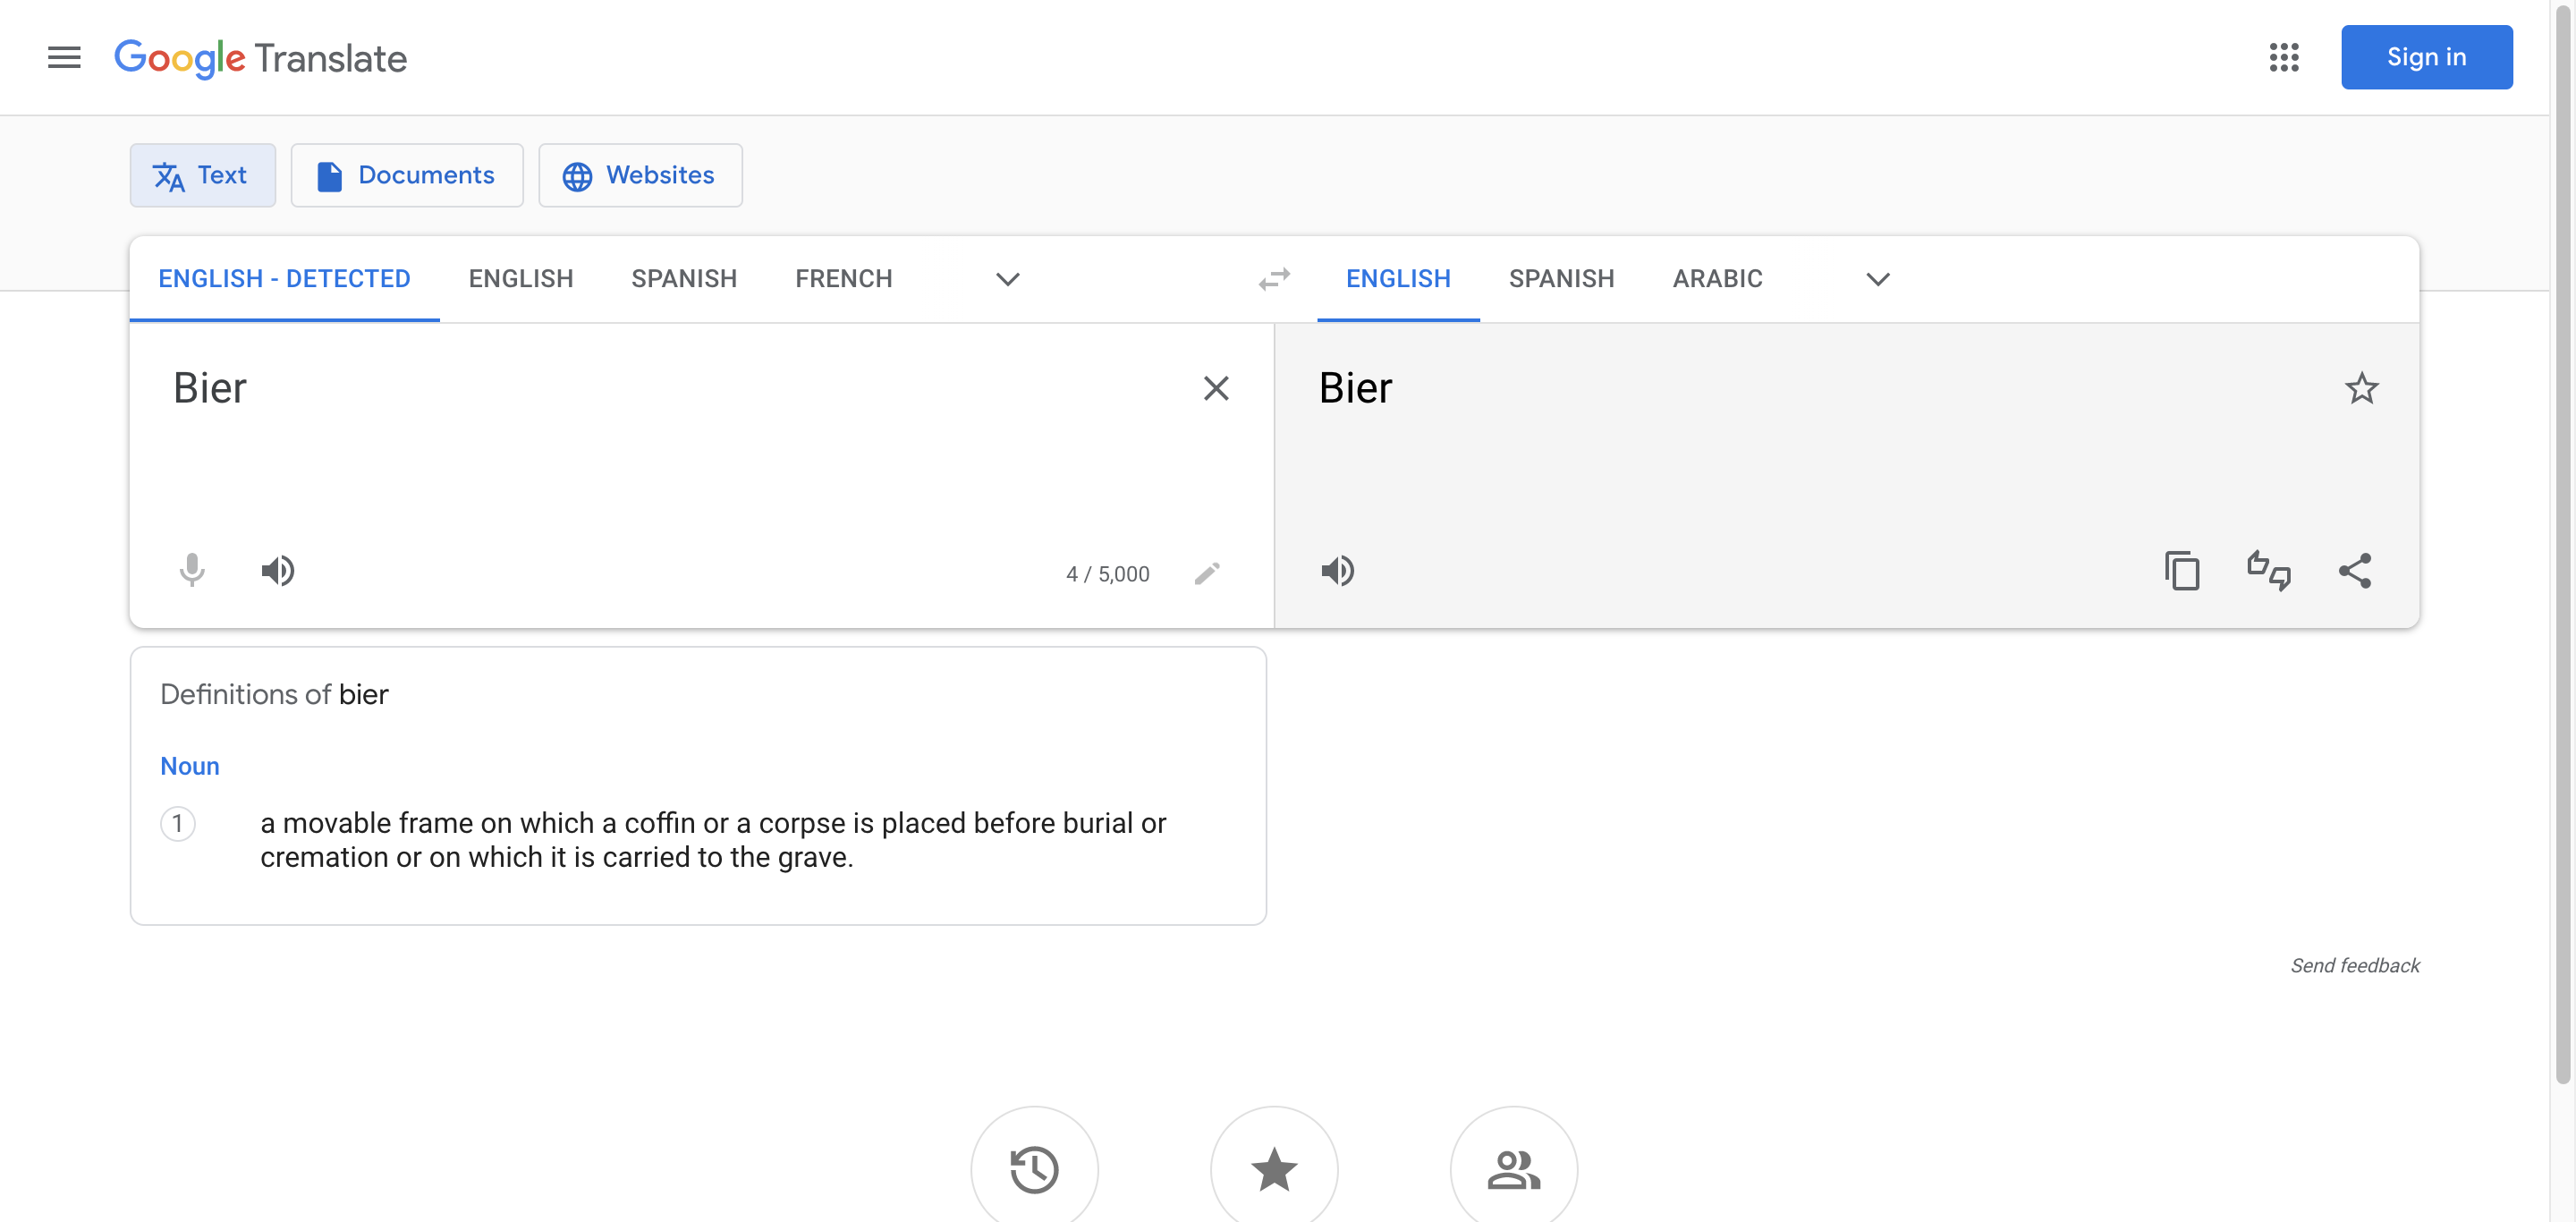 Google Translate
Sign in
Text
Documents
Websites
ENGLISH - DETECTED
ENGLISH
SPANISH
FRENCH
ENGLISH
SPANISH
ARABIC
Bier
Bier
4 / 5,000
Definitions of bier
Noun
1
a movable frame on which a coffin or a corpse is placed before burial or
cremation or on which it is carried to the grave.
Send feedback